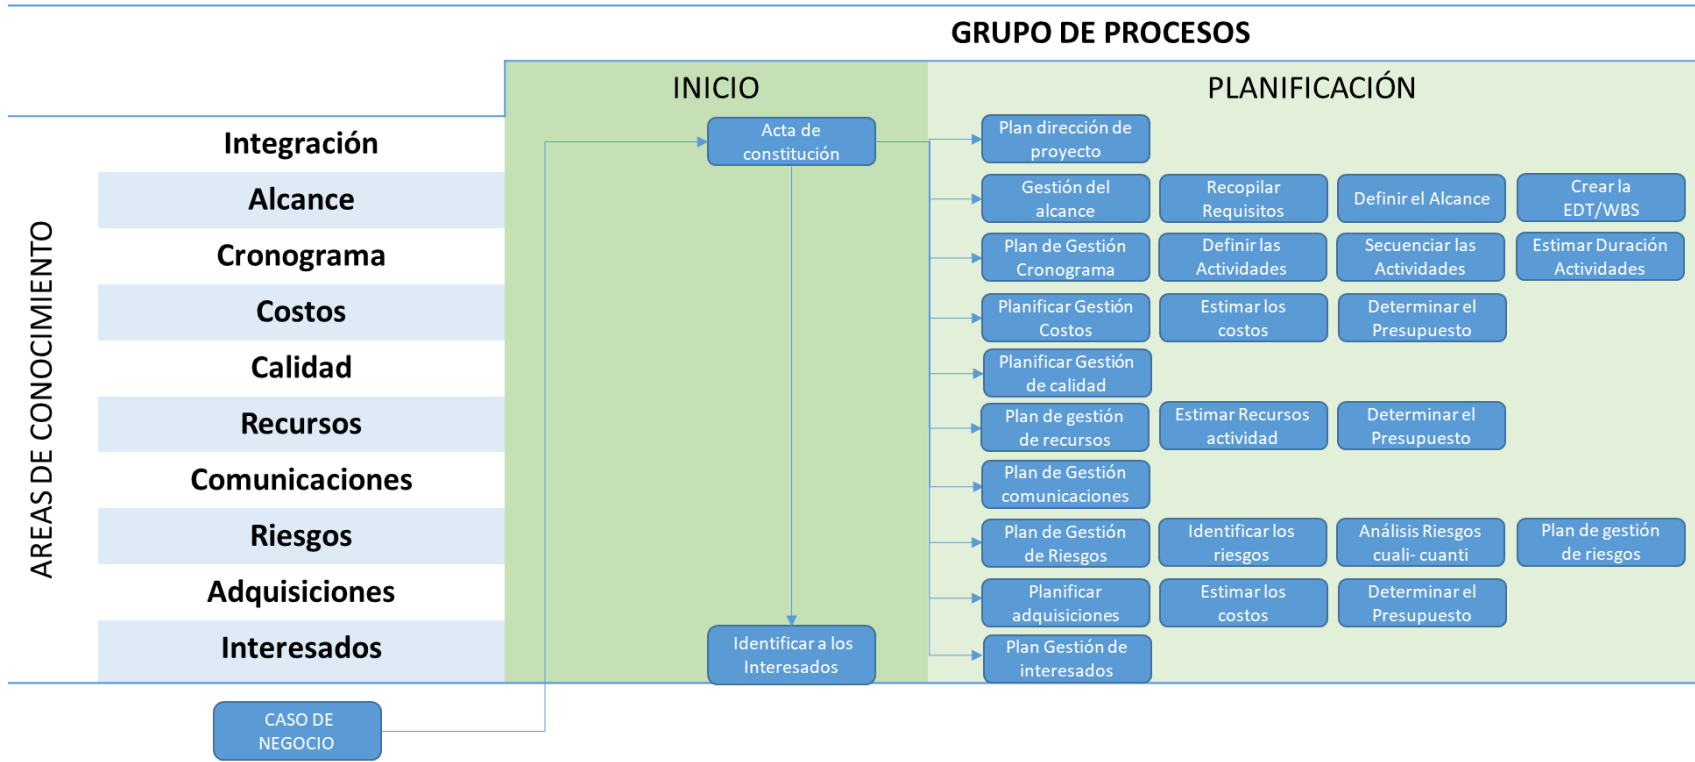 GRUPO DE PROCESOS
INICIO
PLANIFICACIÓN
AREAS DE CONOCIMIENTO
Integración
Acta de
constitución
Plan dirección de
proyecto
Alcance
Gestión del
alcance
Recopilar
Requisitos
Definir el Alcance
Crear la
EDT/WBS
Cronograma
Plan de Gestión
Cronograma
Definir las
Actividades
Secuenciar las
Actividades
Estimar Duración
Actividades
Costos
Planificar Gestión
Costos
Estimar los
costos
Determinar el
Presupuesto
Calidad
Planificar Gestión
de calidad
Recursos
Plan de gestión
de recursos
Estimar Recursos
actividad
Determinar el
Presupuesto
Comunicaciones
Plan de Gestión
comunicaciones
Riesgos
Plan de Gestión
de Riesgos
Identificar los
riesgos
Análisis Riesgos
cuali- cuanti
Plan de gestión
de riesgos
Adquisiciones
Planificar
adquisiciones
Estimar los
costos
Determinar el
Presupuesto
Interesados
Identificar a los
Interesados
Plan Gestión de
interesados
CASO DE
NEGOCIO